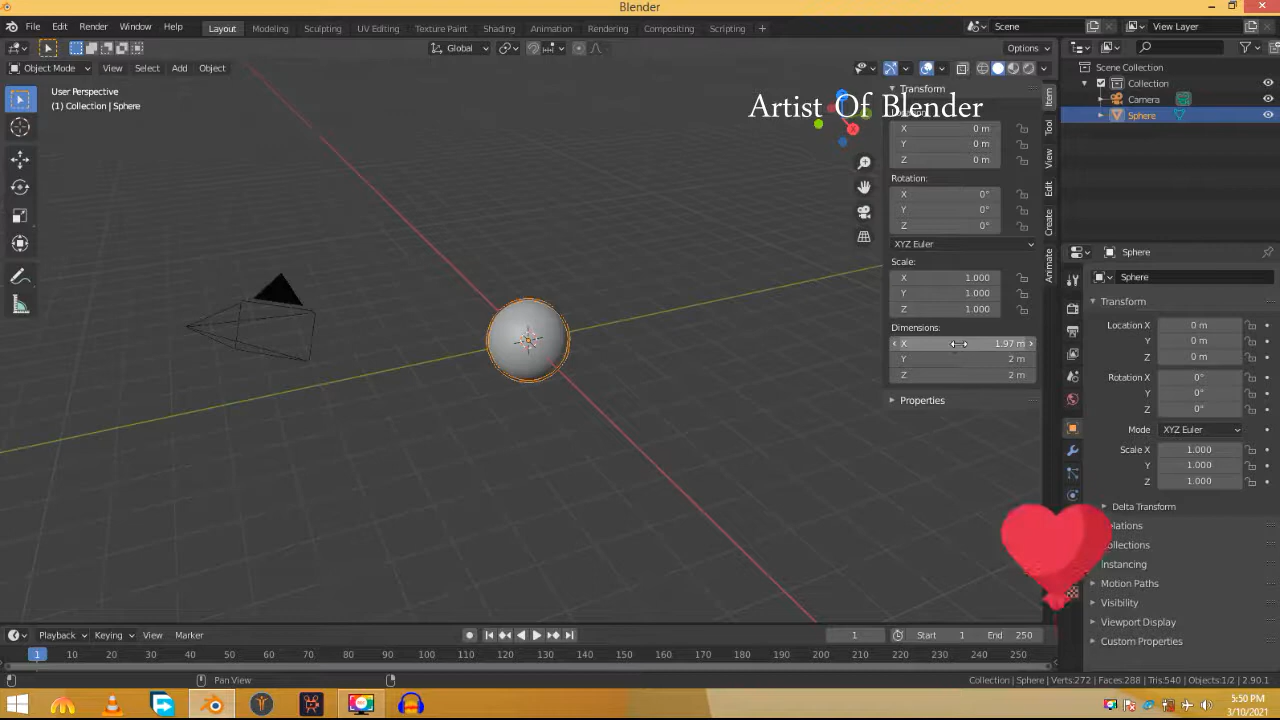 Blender
File Edit Render Window Help Layout Modeling Sculpting UV Editing Texture Paint Shading Animation Rendering Compositing Scripting + Scene View Layer
Global Options
Object Mode View Select Add Object
User Perspective
(1) Collection | Sphere
Artist Of Blender
Transform
X 0 m
Y 0 m
Z 0 m
Rotation:
X 0°
Y 0°
Z 0°
XYZ Euler
Scale:
X 1.000
Y 1.000
Z 1.000
Dimensions:
X 1.97 m
Y 2 m
Z 2 m
Properties
Item
Tool
View
Edit
Create
Animate
Scene Collection
Collection
Camera
Sphere
Sphere
Sphere
Transform
Location X 0 m
Y 0 m
Z 0 m
Rotation X 0°
Y 0°
Z 0°
Mode XYZ Euler
Scale X 1.000
Y 1.000
Z 1.000
Delta Transform
Instancing
Motion Paths
Visibility
Viewport Display
Custom Properties
Playback Keying View Marker 1 Start 1 End 250
1 10 20 30 40 50 60 70 80 90 100 110 120 130 140 150 160 170 180 190 200 210 220 230 240 250
Pan View Collection | Sphere | Verts:272 | Faces:288 | Tris:540 | Objects:1/2 | 2.90.1
5:50 PM
3/10/2021